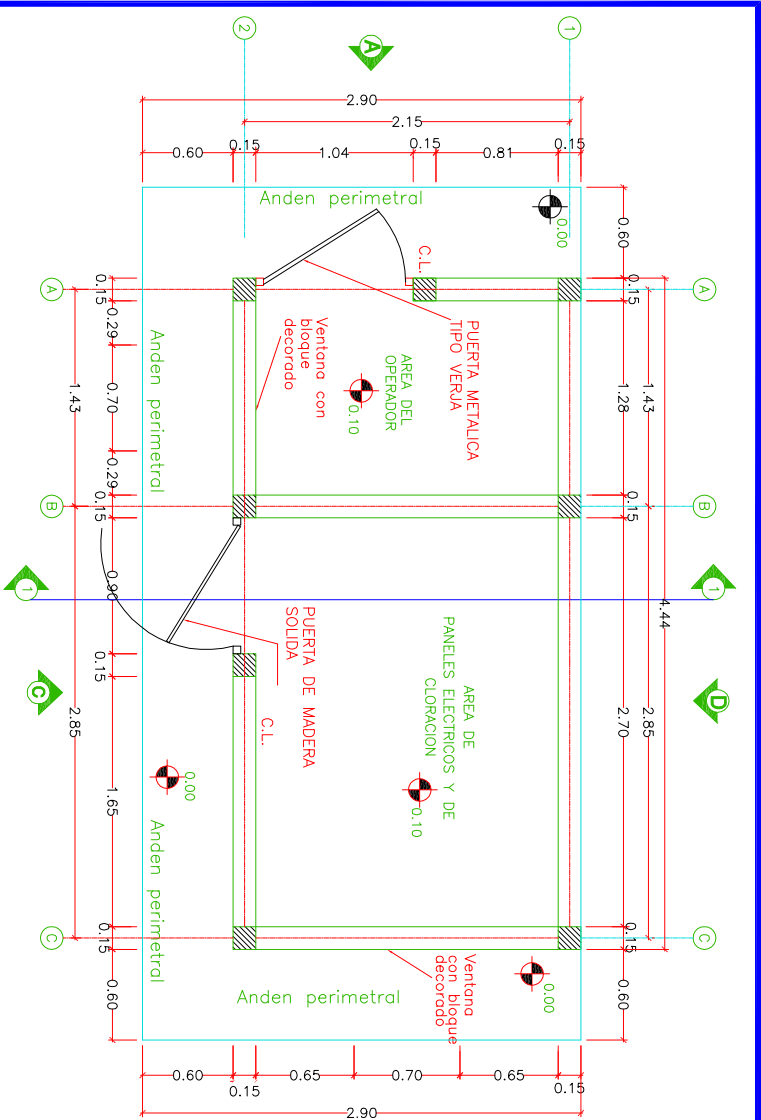 2
1
A
2.90
2.15
0.60
0.15
1.04
0.15
0.81
0.15
Anden perimetral
0.00
0.60
C.L.
A
0.15
0.15
A
0.29
0.70
0.29
1.43
Anden perimetral
Ventana con
bloque
decorado
PUERTA METALICA
TIPO VERJA
AREA DEL
OPERADOR
0.10
1.28
1.43
B
0.15
0.15
B
1
0.90
1
4.44
PUERTA DE MADERA
SOLIDA
C.L.
AREA DE
PANELES ELECTRICOS Y DE
CLORACION
0.10
C
0.15
D
2.85
2.70
2.85
0.00
1.65
Anden perimetral
C
0.15
0.15
C
0.60
Anden perimetral
Ventana
con bloque
decorado
0.00
0.60
0.60
0.15
0.65
0.70
0.65
0.15
2.90